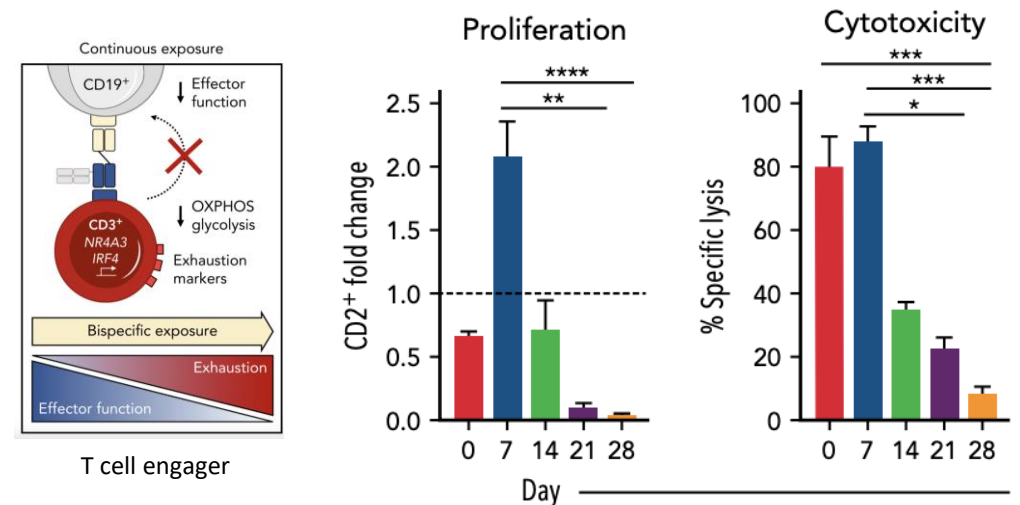 Continuous exposure
CD19+
↓ Effector
function
↓ OXPHOS
glycolysis
CD3+
NR4A3
IRF4
Exhaustion
markers
Bispecific exposure
Exhaustion
Effector function
T cell engager
Proliferation
****
**
CD2+ fold change
2.5
2.0
1.5
1.0
0.5
0.0
0 7 14 21 28
Cytotoxicity
***
***
*
% Specific lysis
100
80
60
40
20
0
0 7 14 21 28
Day